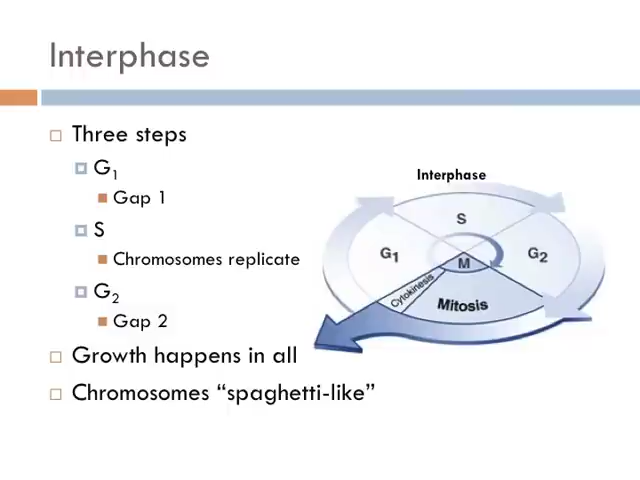 Interphase
Three steps
G₁
Gap 1
S
Chromosomes replicate
G₂
Gap 2
Growth happens in all
Chromosomes “spaghetti-like”
Interphase
S
G₁
G₂
M
Cytokinesis
Mitosis